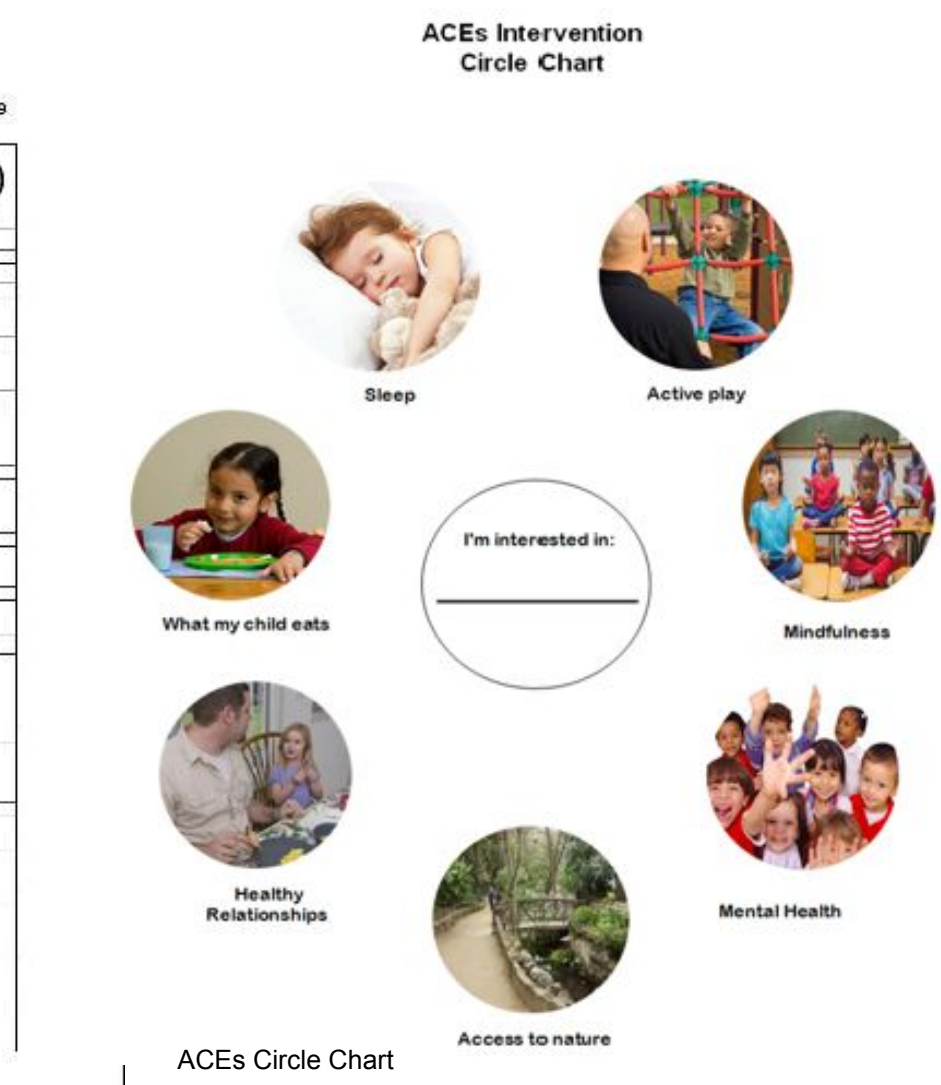 ACEs Intervention
Circle Chart
Sleep
Active play
What my child eats
I'm interested in:
Mindfulness
Healthy
Relationships
Mental Health
Access to nature
ACEs Circle Chart